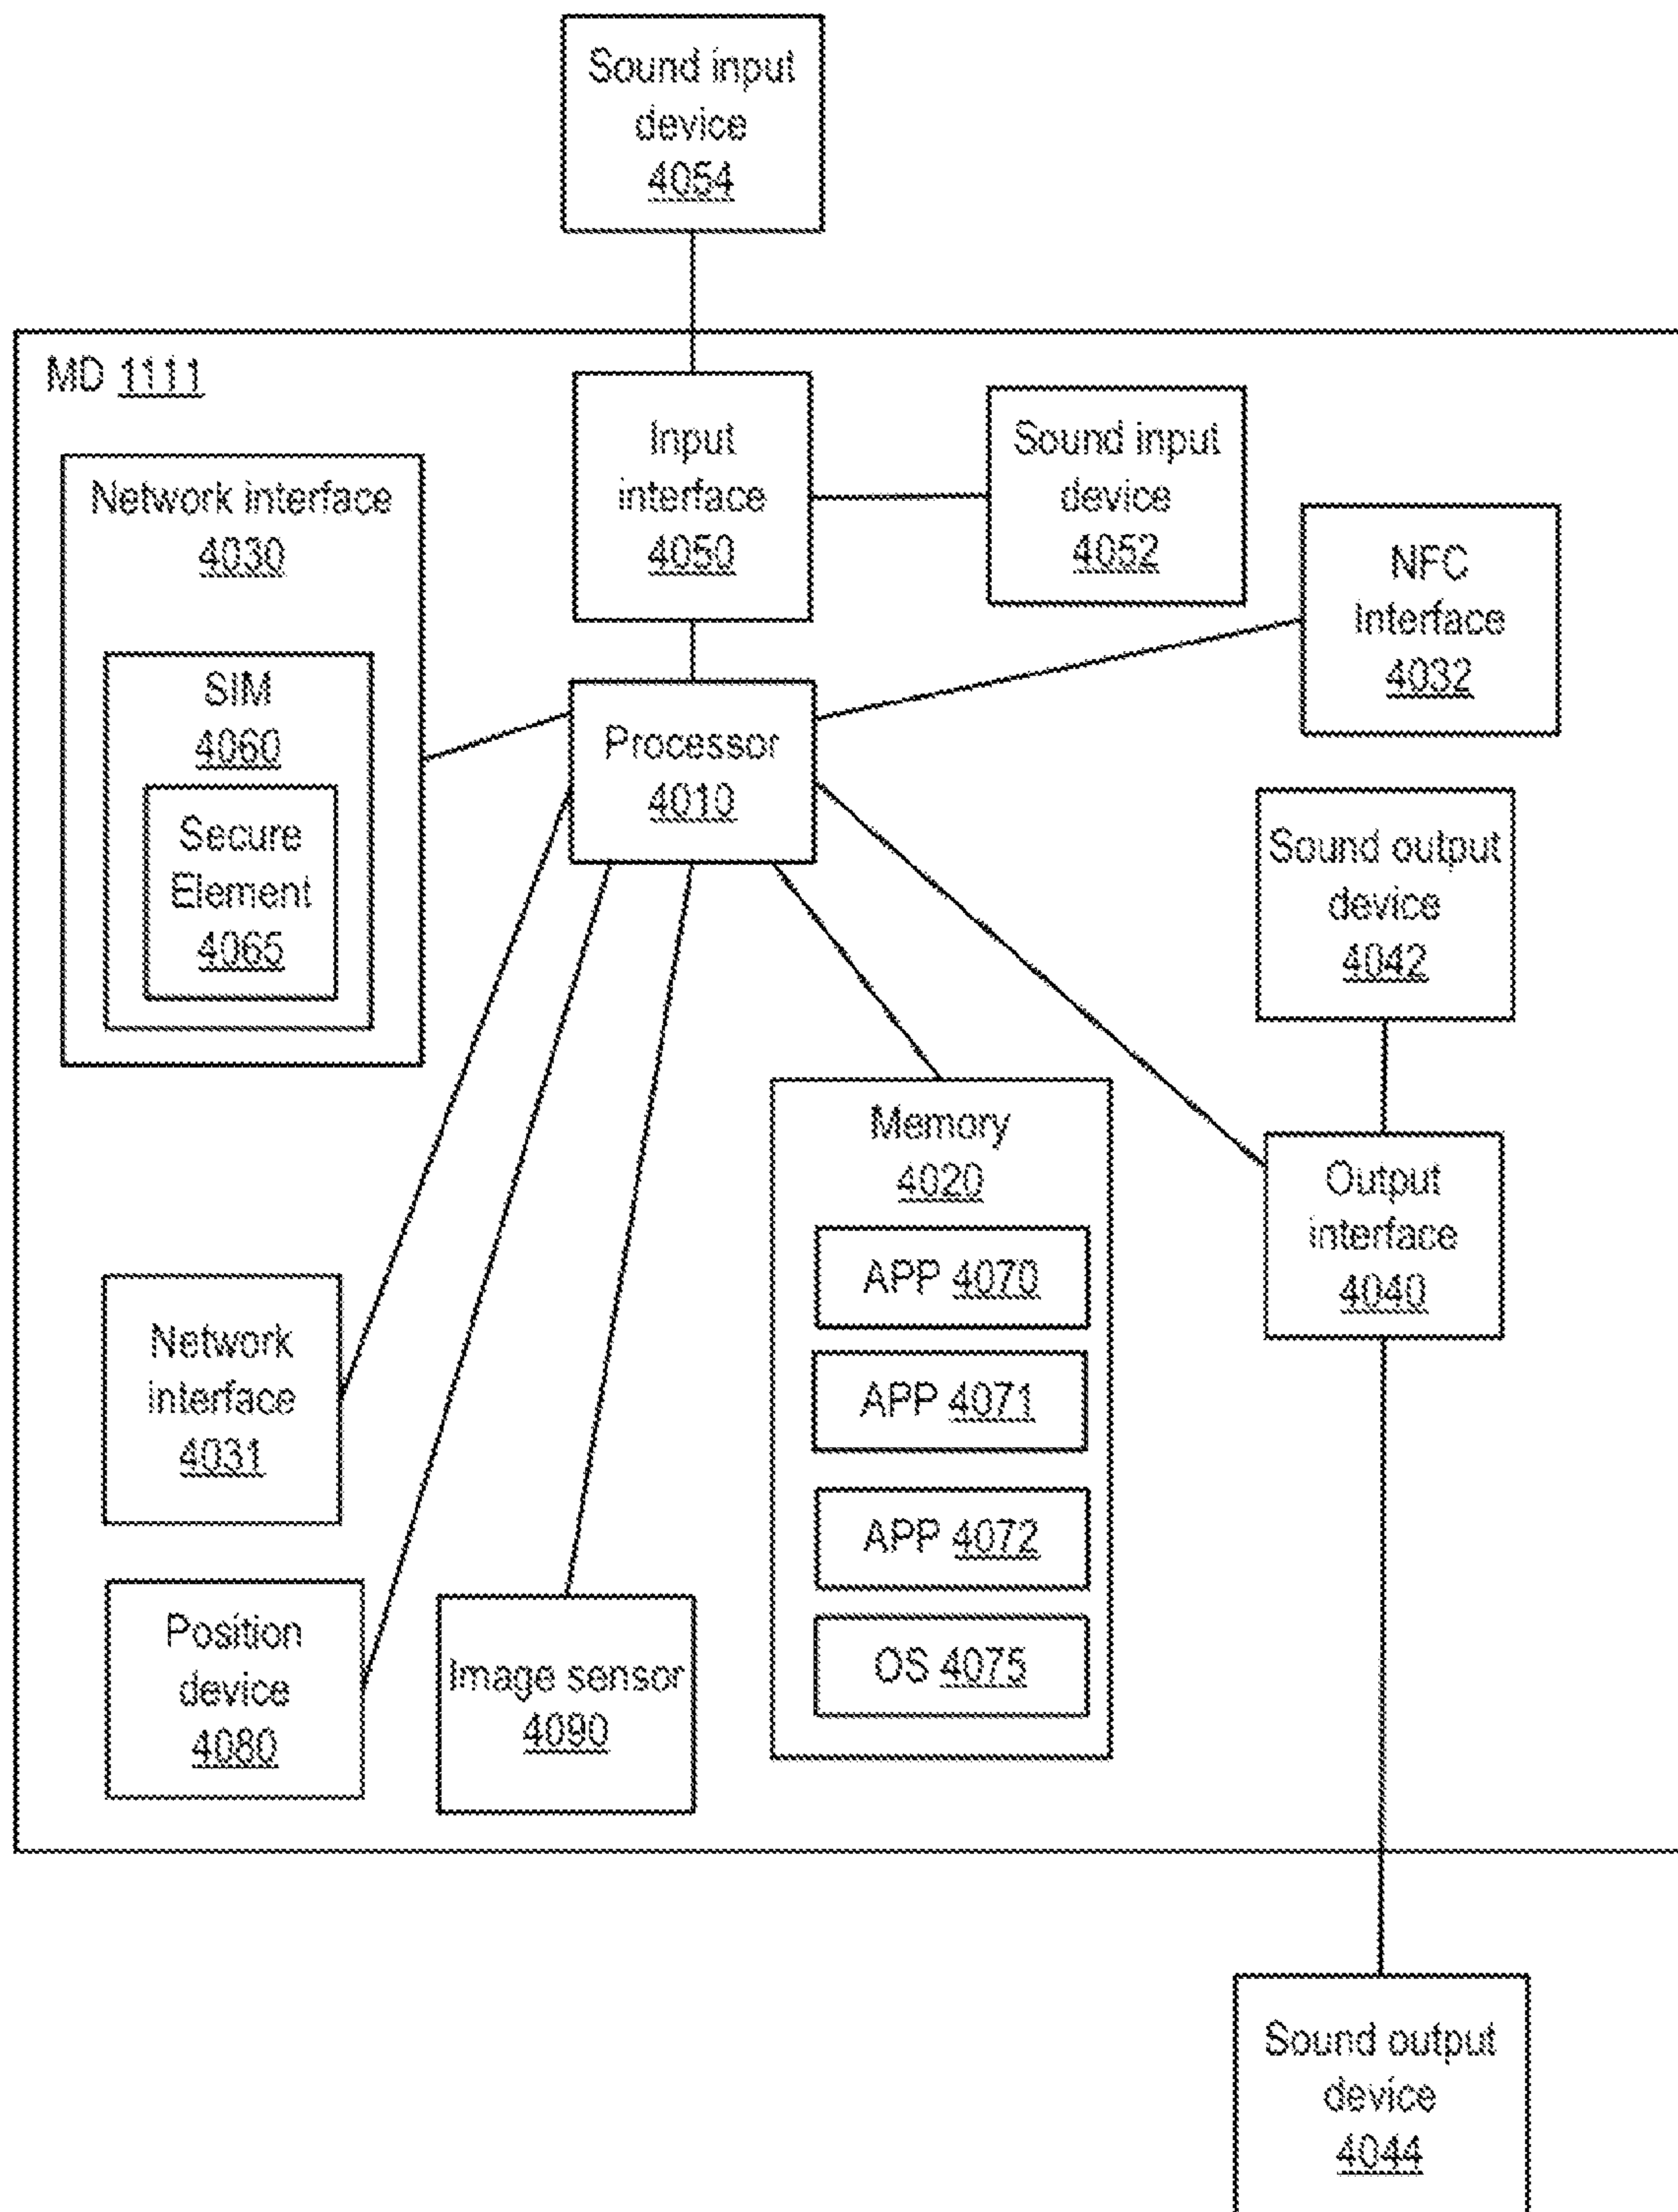 Sound input
device
4054
MD 1111
Input
interface
4050
Sound input
device
4052
Network interface
4030
NFC
Interface
4032
SIM
4060
Secure
Element
4065
Processor
4010
Sound output
device
4042
Memory
4020
APP 4070
APP 4071
APP 4072
OS 4075
Output
interface
4040
Network
interface
4031
Position
device
4080
Image sensor
4090
Sound output
device
4044